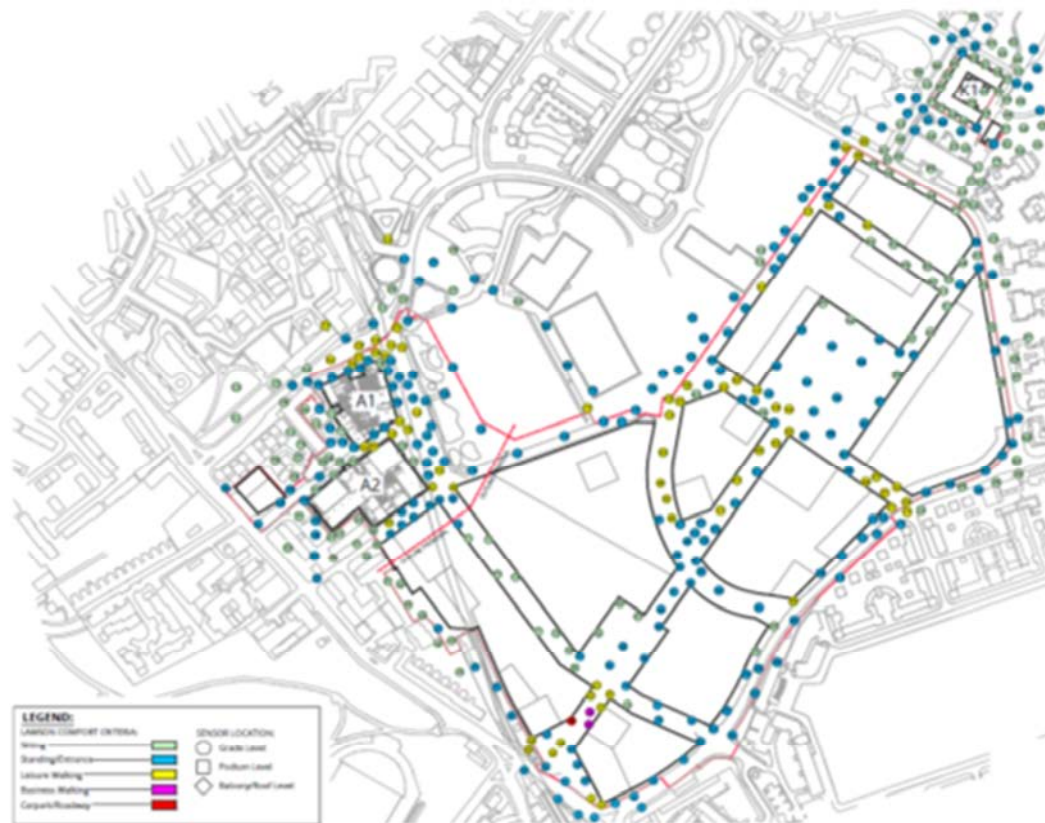 K14
A1
A2
LEGEND:
LAWSON COMFORT CRITERIA:
Sitting
Standing/Entrance
Leisure Walking
Business Walking
Carpark/Roadway
SENSOR LOCATION:
Grade Level
Podium Level
Balcony/Roof Level